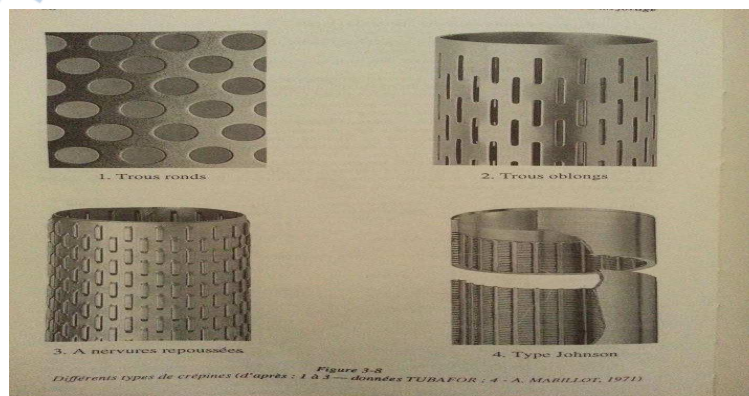 1. Trous ronds
2. Trous oblongs
3. A nervures repoussées
4. Type Johnson
Figure 3-8
Différents types de crépines (d'après : 1 à 3 — données TUBAFOR ; 4 - A. MABILLOT, 1971)